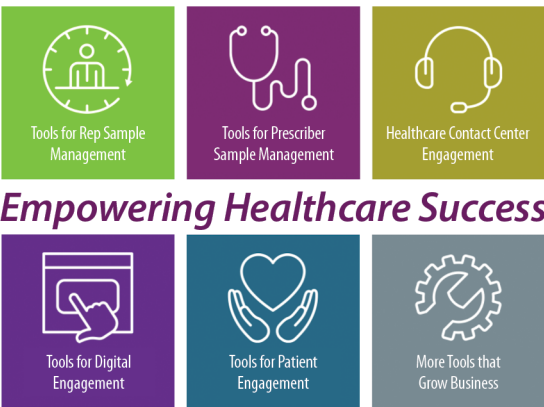 Tools for Rep Sample
Management
Tools for Prescriber
Sample Management
Healthcare Contact Center
Engagement
Empowering Healthcare Success
Tools for Digital
Engagement
Tools for Patient
Engagement
More Tools that
Grow Business